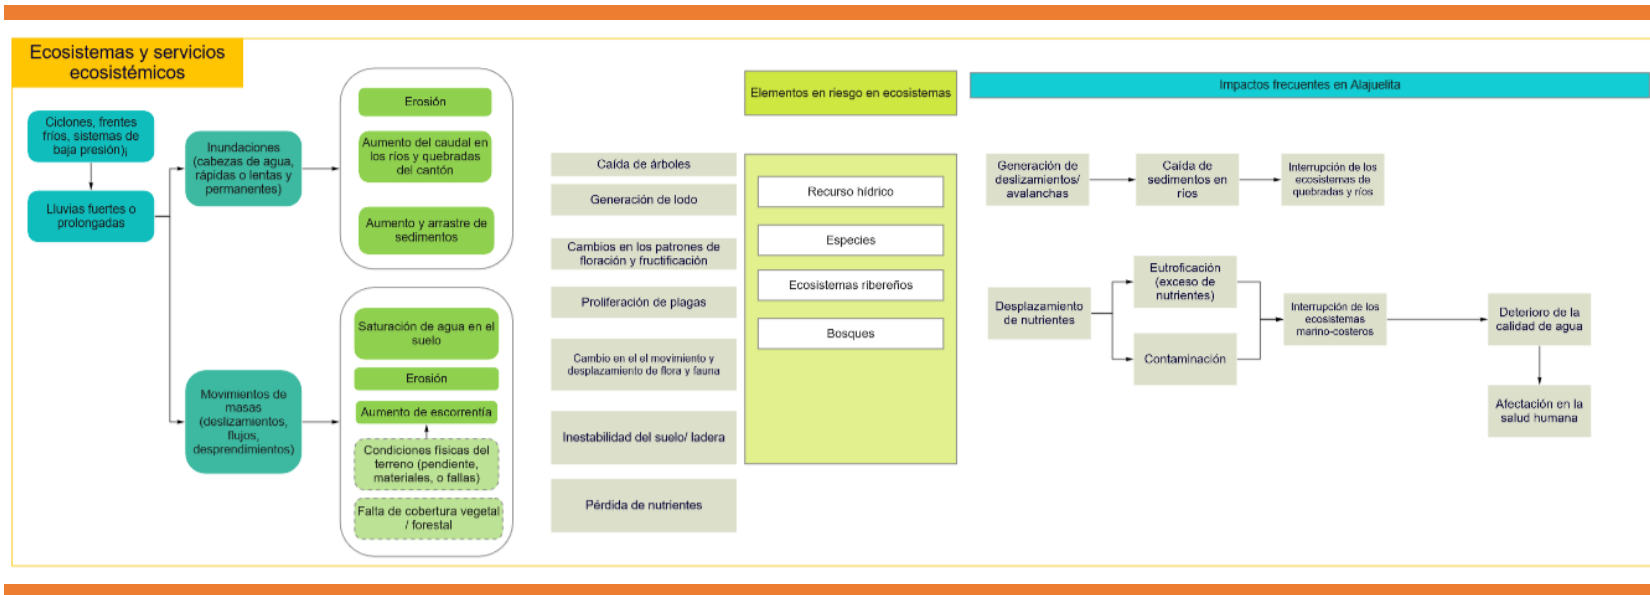 Ecosistemas y servicios
ecosistémicos
Ciclones, frentes
fríos, sistemas de
baja presión)¡
Lluvias fuertes o
prolongadas
Inundaciones
(cabezas de agua,
rápidas o lentas y
permanentes)
Movimientos de
masas
(deslizamientos,
flujos,
desprendimientos)
Erosión
Aumento del caudal en
los ríos y quebradas
del cantón
Aumento y arrastre de
sedimentos
Saturación de agua en el
suelo
Erosión
Aumento de escorrentía
Condiciones físicas del
terreno (pendiente,
materiales, o fallas)
Falta de cobertura vegetal
/ forestal
Caída de árboles
Generación de lodo
Cambios en los patrones de
floración y fructificación
Proliferación de plagas
Cambio en el el movimiento y
desplazamiento de flora y fauna
Inestabilidad del suelo/ ladera
Pérdida de nutrientes
Elementos en riesgo en ecosistemas
Recurso hídrico
Especies
Ecosistemas ribereños
Bosques
Impactos frecuentes en Alajuelita
Generación de
deslizamientos/
avalanchas
Caída de
sedimentos en
ríos
Interrupción de los
ecosistemas de
quebradas y ríos
Desplazamiento
de nutrientes
Eutroficación
(exceso de
nutrientes)
Contaminación
Interrupción de los
ecosistemas
marino-costeros
Deterioro de la
calidad de agua
Afectación en la
salud humana